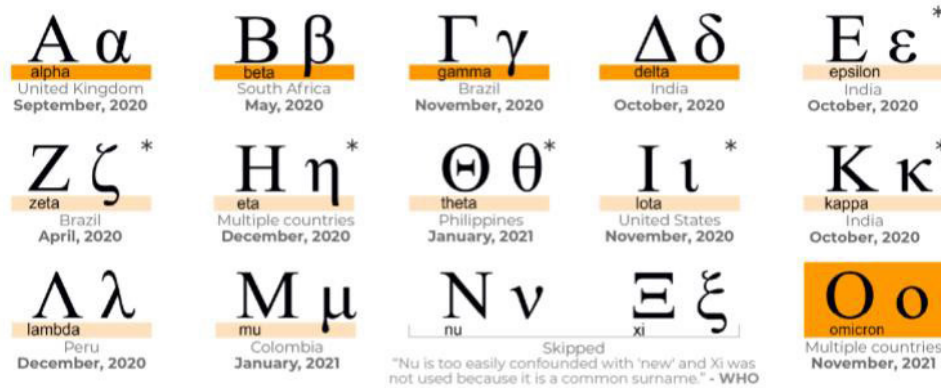 Α α Β β Γ γ Δ δ Ε ε *
alpha beta gamma delta epsilon
United Kingdom South Africa Brazil India India
September, 2020 May, 2020 November, 2020 October, 2020 October, 2020
Ζ ζ * Η η * Θ θ * Ι ι * Κ κ *
zeta eta theta Iota kappa
Brazil Multiple countries Philippines United States India
April, 2020 December, 2020 January, 2021 November, 2020 October, 2020
Λ λ Μ μ Ν ν Ξ ξ Ο ο
lambda mu nu xi omicron
Peru Colombia Skipped Multiple countries
December, 2020 January, 2021 “Nu is too easily confounded with 'new' and Xi was November, 2021
not used because it is a common surname.” - WHO